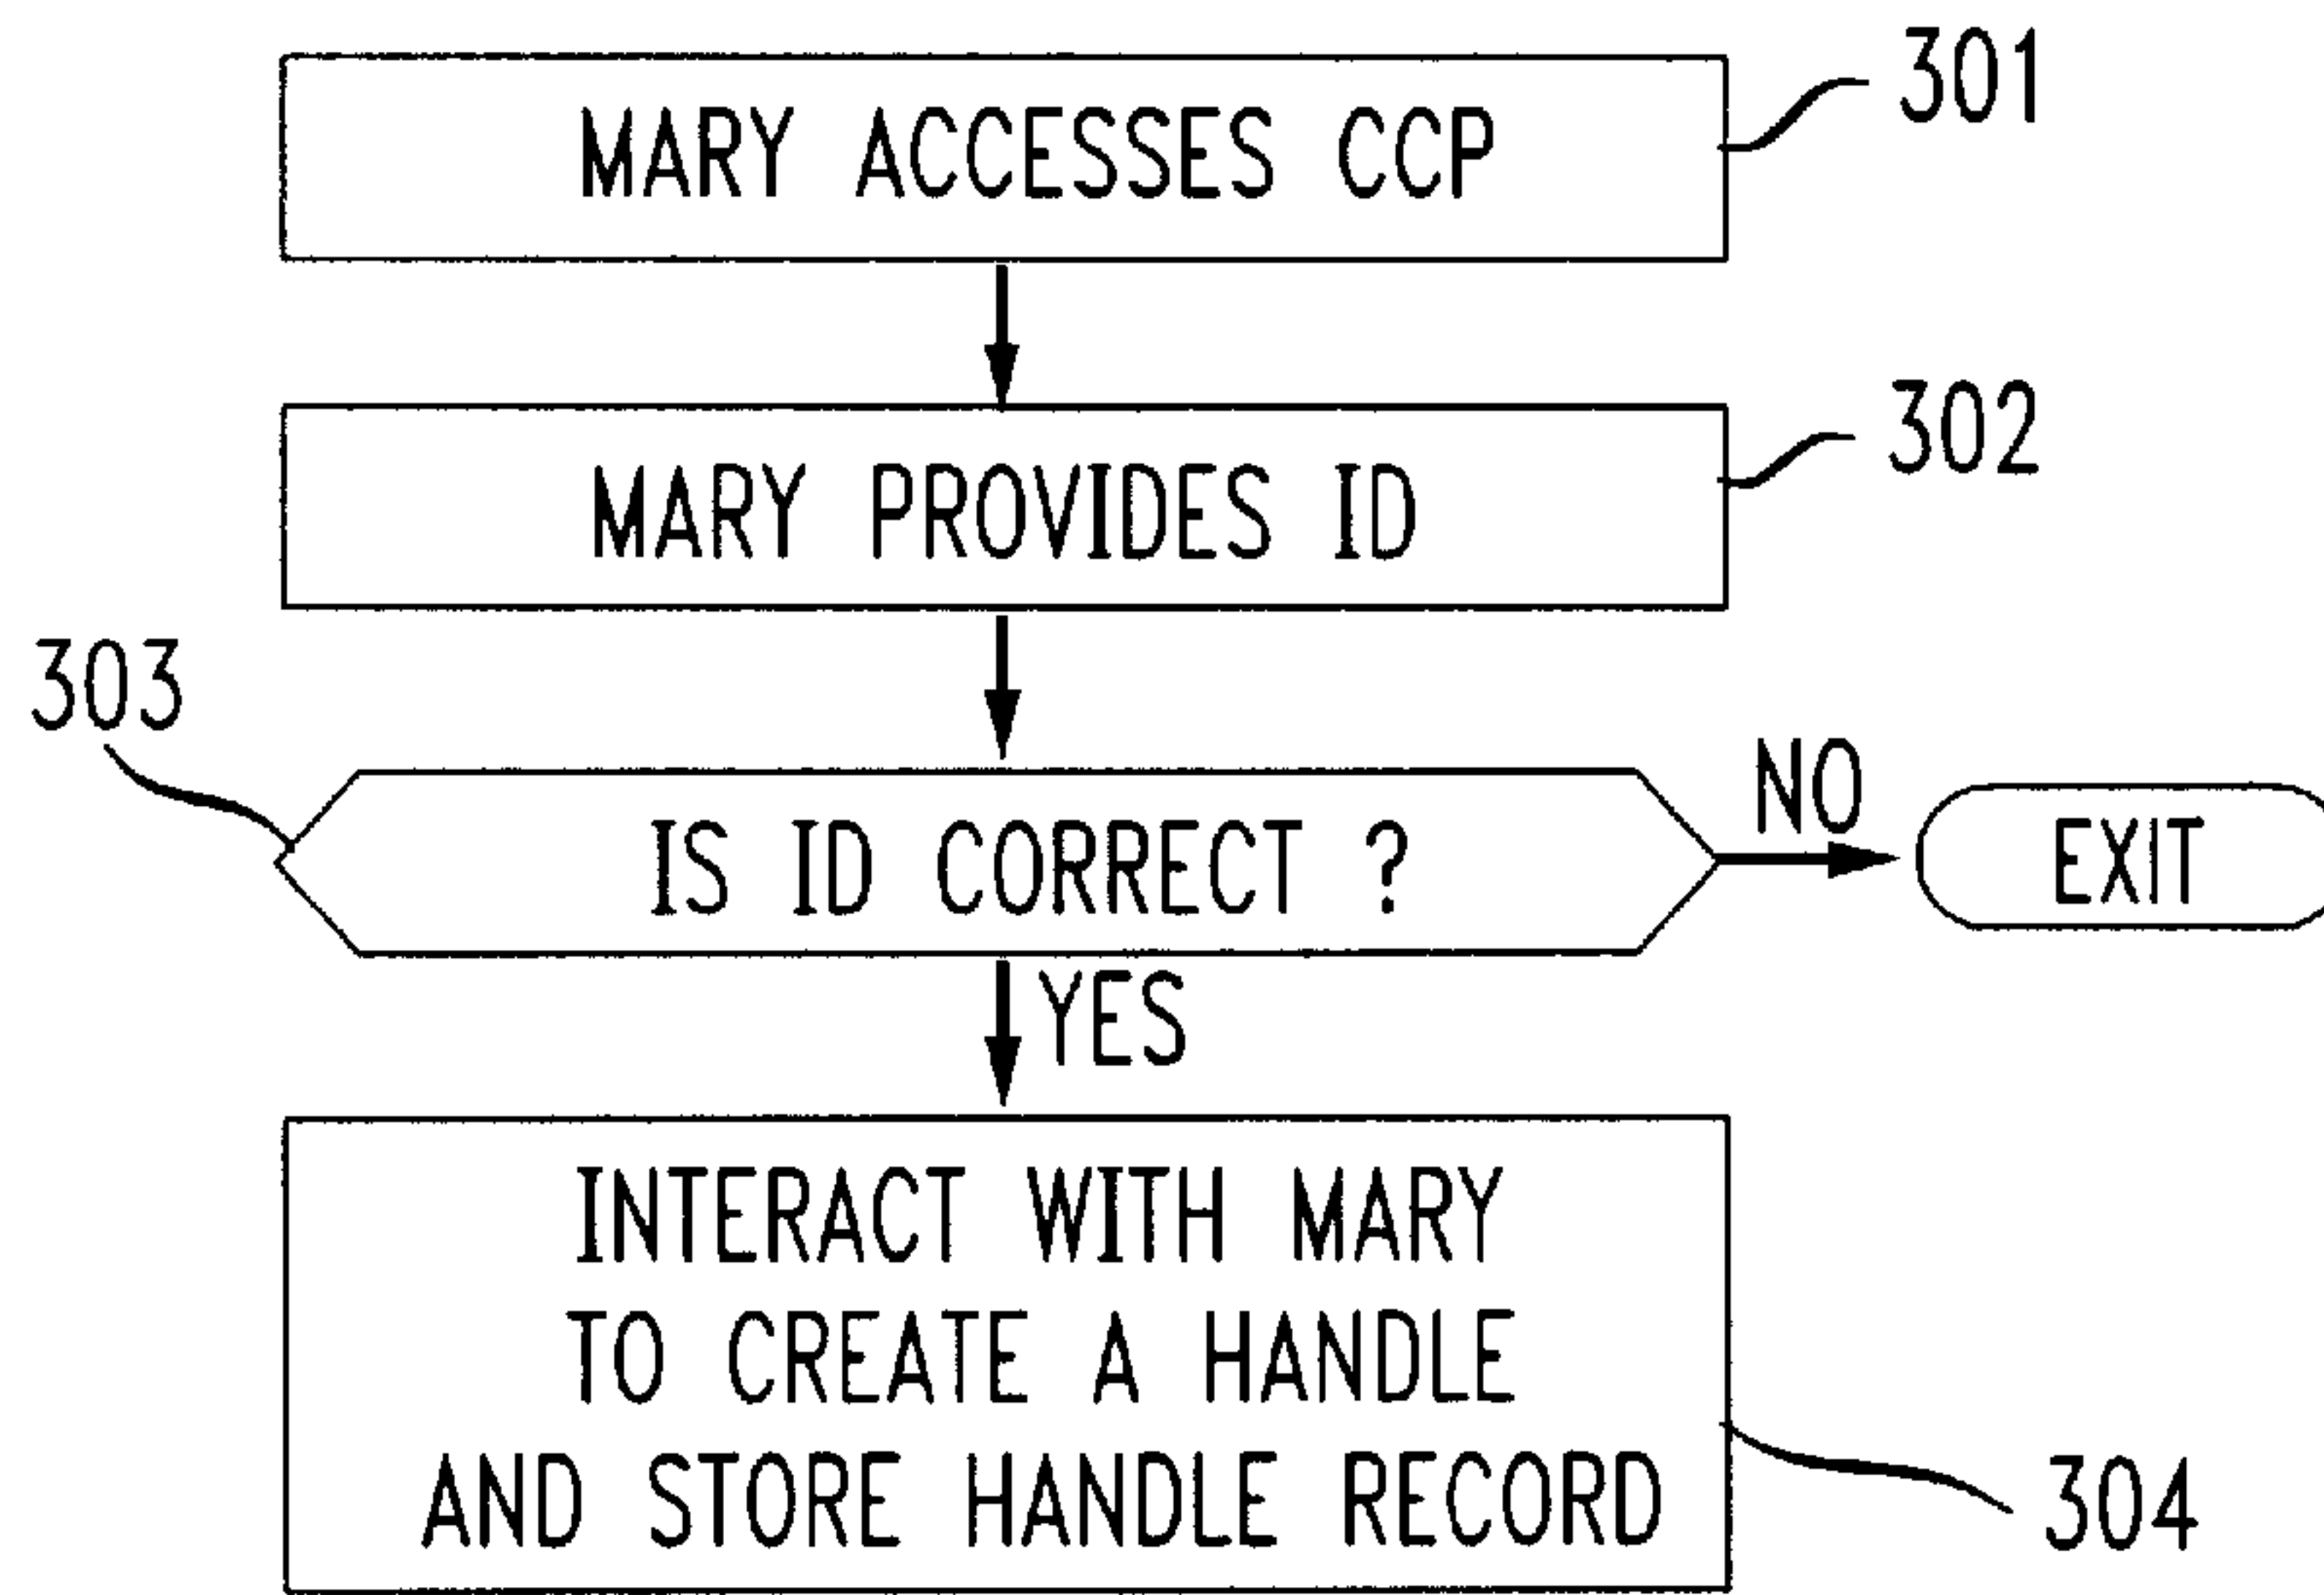 MARY ACCESSES CCP
301
MARY PROVIDES ID
302
303
IS ID CORRECT ?
NO
EXIT
YES
INTERACT WITH MARY
TO CREATE A HANDLE
AND STORE HANDLE RECORD
304